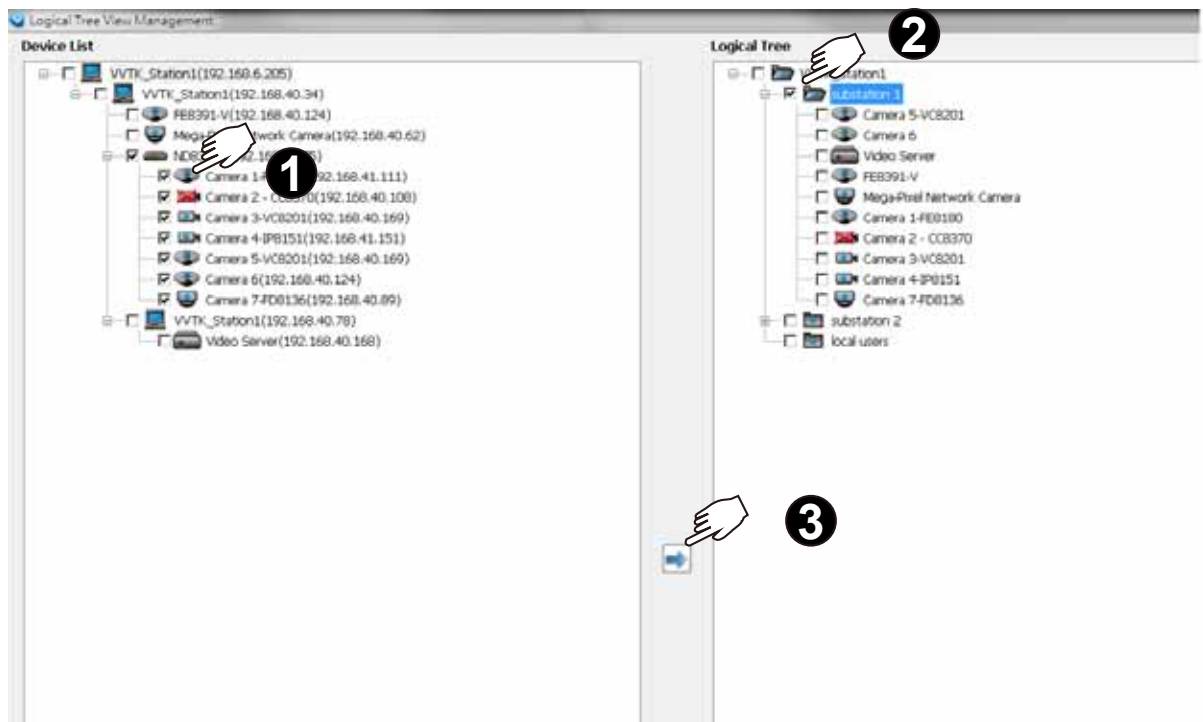 Logical Tree View Management
Device List
VVTK_Station1(192.168.6.205)
VVTK_Station1(192.168.40.34)
FE8391-V(192.168.40.124)
Camera(192.168.40.62)
1
Camera 1
92.168.41.111)
Camera 2 - CC8370(192.168.40.108)
Camera 3-VC8201(192.168.40.169)
Camera 4-IP8151(192.168.41.151)
Camera 5-VC8201(192.168.40.169)
Camera 6(192.168.40.124)
Camera 7-FD8136(192.168.40.89)
VVTK_Station1(192.168.40.78)
Video Server(192.168.40.168)
3
Logical Tree
2
substation 1
Camera 5-VC8201
Camera 6
Video Server
FE8391-V
Mega-Pixel Network Camera
Camera 1-FE8180
Camera 2 - CC8370
Camera 3-VC8201
Camera 4-IP8151
Camera 7-FD8136
substation 2
local users